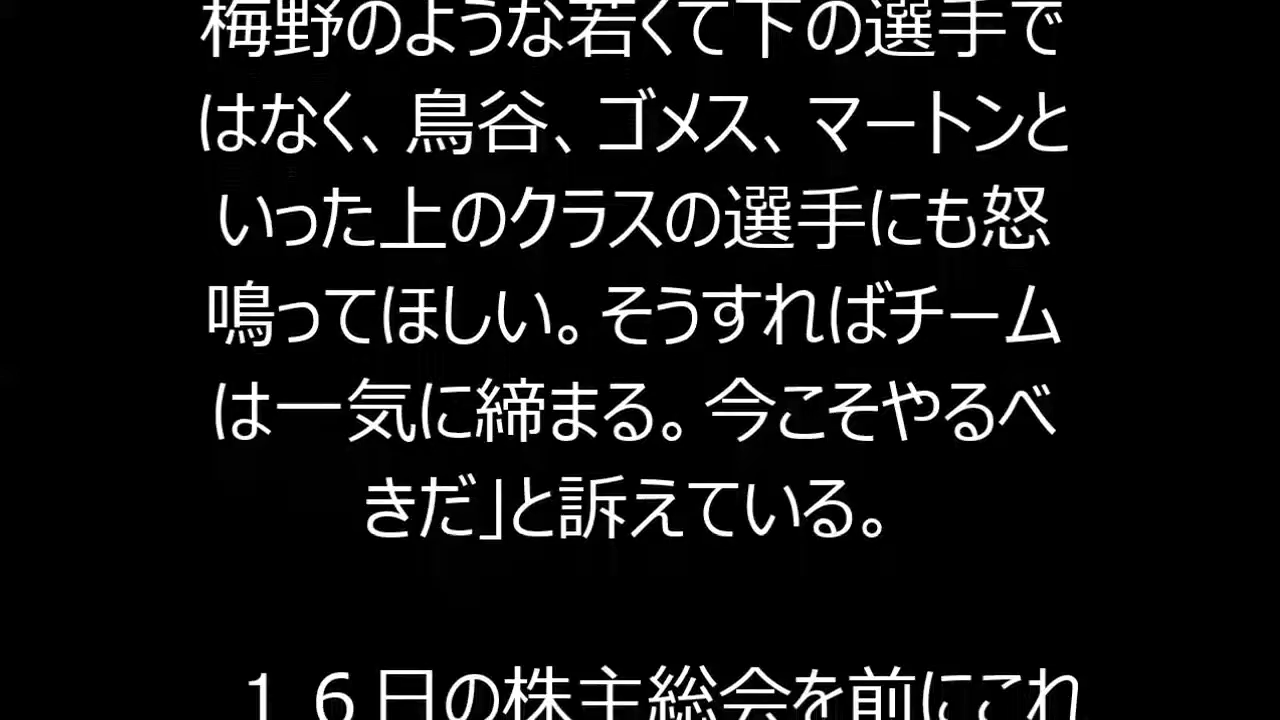 梅野のような若くて下の選手で
はなく、鳥谷、ゴメス、マートンと
いった上のクラスの選手にも怒
鳴ってほしい。そうすればチーム
は一気に締まる。今こそやるべ
きだ」と訴えている。
１６日の株主総会を前にこれ